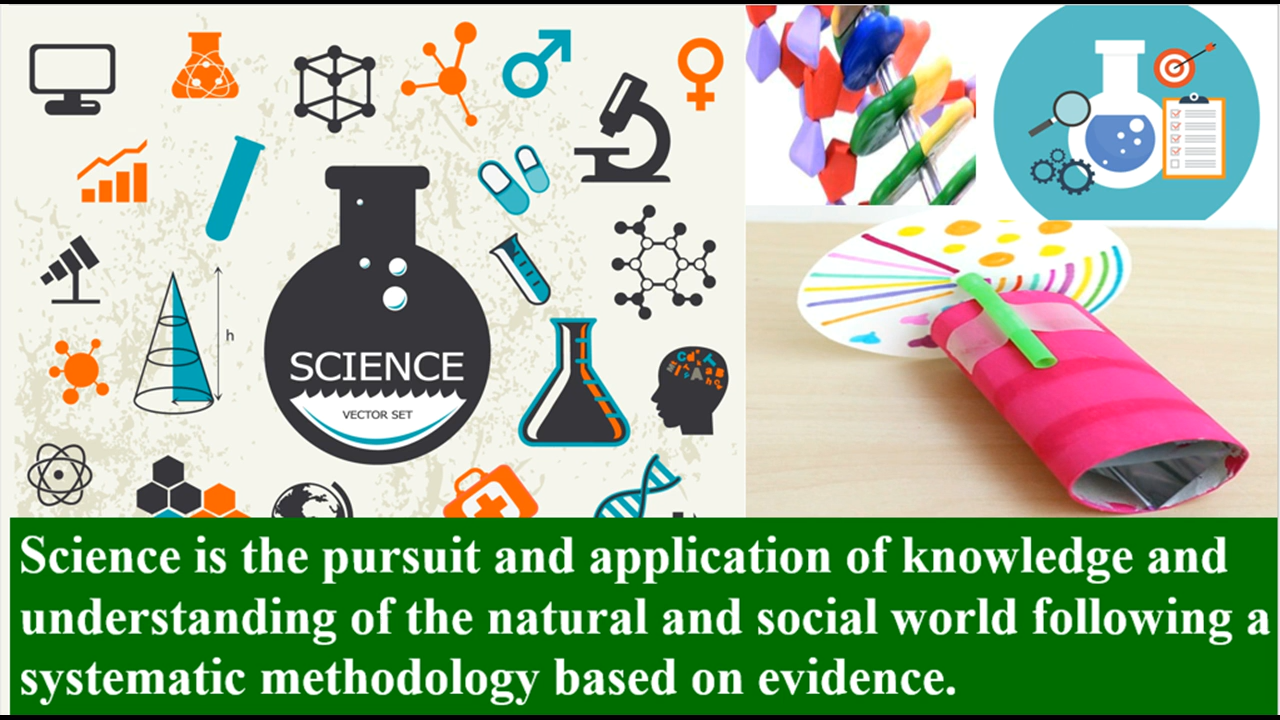 h
SCIENCE
VECTOR SET
Science is the pursuit and application of knowledge and
understanding of the natural and social world following a
systematic methodology based on evidence.